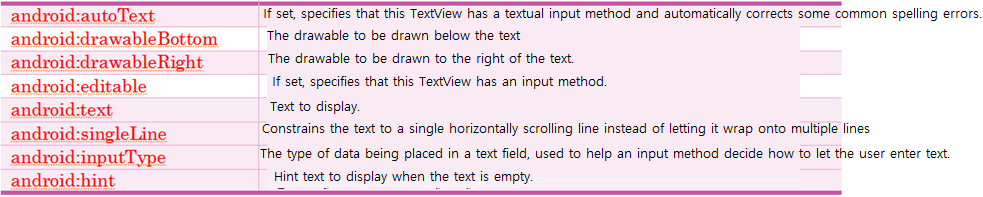 android:autoText If set, specifies that this TextView has a textual input method and automatically corrects some common spelling errors.
android:drawableBottom The drawable to be drawn below the text
android:drawableRight The drawable to be drawn to the right of the text.
android:editable If set, specifies that this TextView has an input method.
android:text Text to display.
android:singleLine Constrains the text to a single horizontally scrolling line instead of letting it wrap onto multiple lines
android:inputType The type of data being placed in a text field, used to help an input method decide how to let the user enter text.
android:hint Hint text to display when the text is empty.